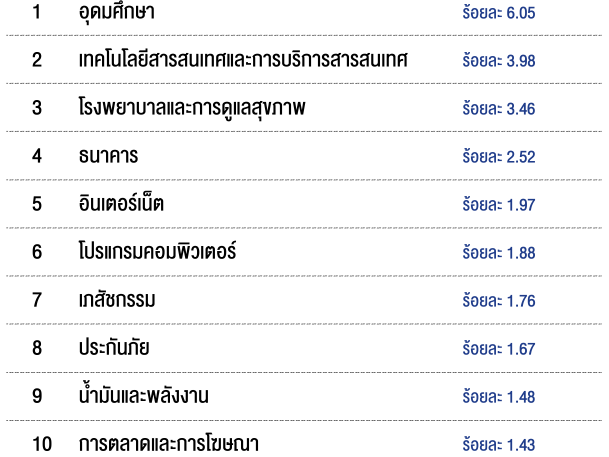 1 อุดมศึกษา ร้อยละ 6.05
2 เทคโนโลยีสารสนเทศและการบริการสารสนเทศ ร้อยละ 3.98
3 โรงพยาบาลและการดูแลสุขภาพ ร้อยละ 3.46
4 ธนาคาร ร้อยละ 2.52
5 อินเตอร์เน็ต ร้อยละ 1.97
6 โปรแกรมคอมพิวเตอร์ ร้อยละ 1.88
7 เภสัชกรรม ร้อยละ 1.76
8 ประกันภัย ร้อยละ 1.67
9 น้ำมันและพลังงาน ร้อยละ 1.48
10 การตลาดและการโฆษณา ร้อยละ 1.43